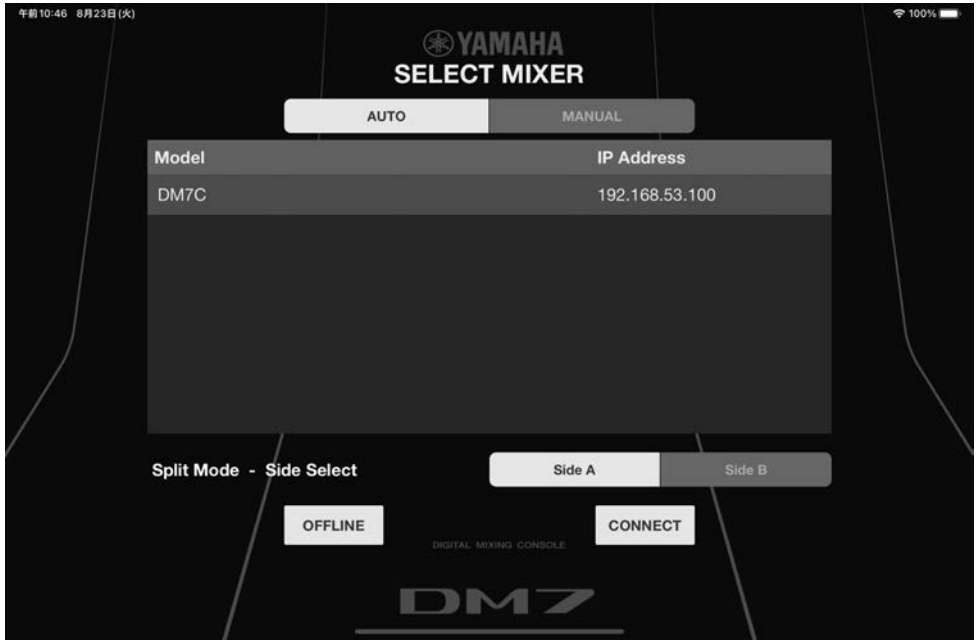 午前10:46 8月23日(火) 100%
YAMAHA
SELECT MIXER
AUTO MANUAL
Model IP Address
DM7C 192.168.53.100
Split Mode - Side Select Side A Side B
OFFLINE CONNECT
DIGITAL MIXING CONSOLE
DM7